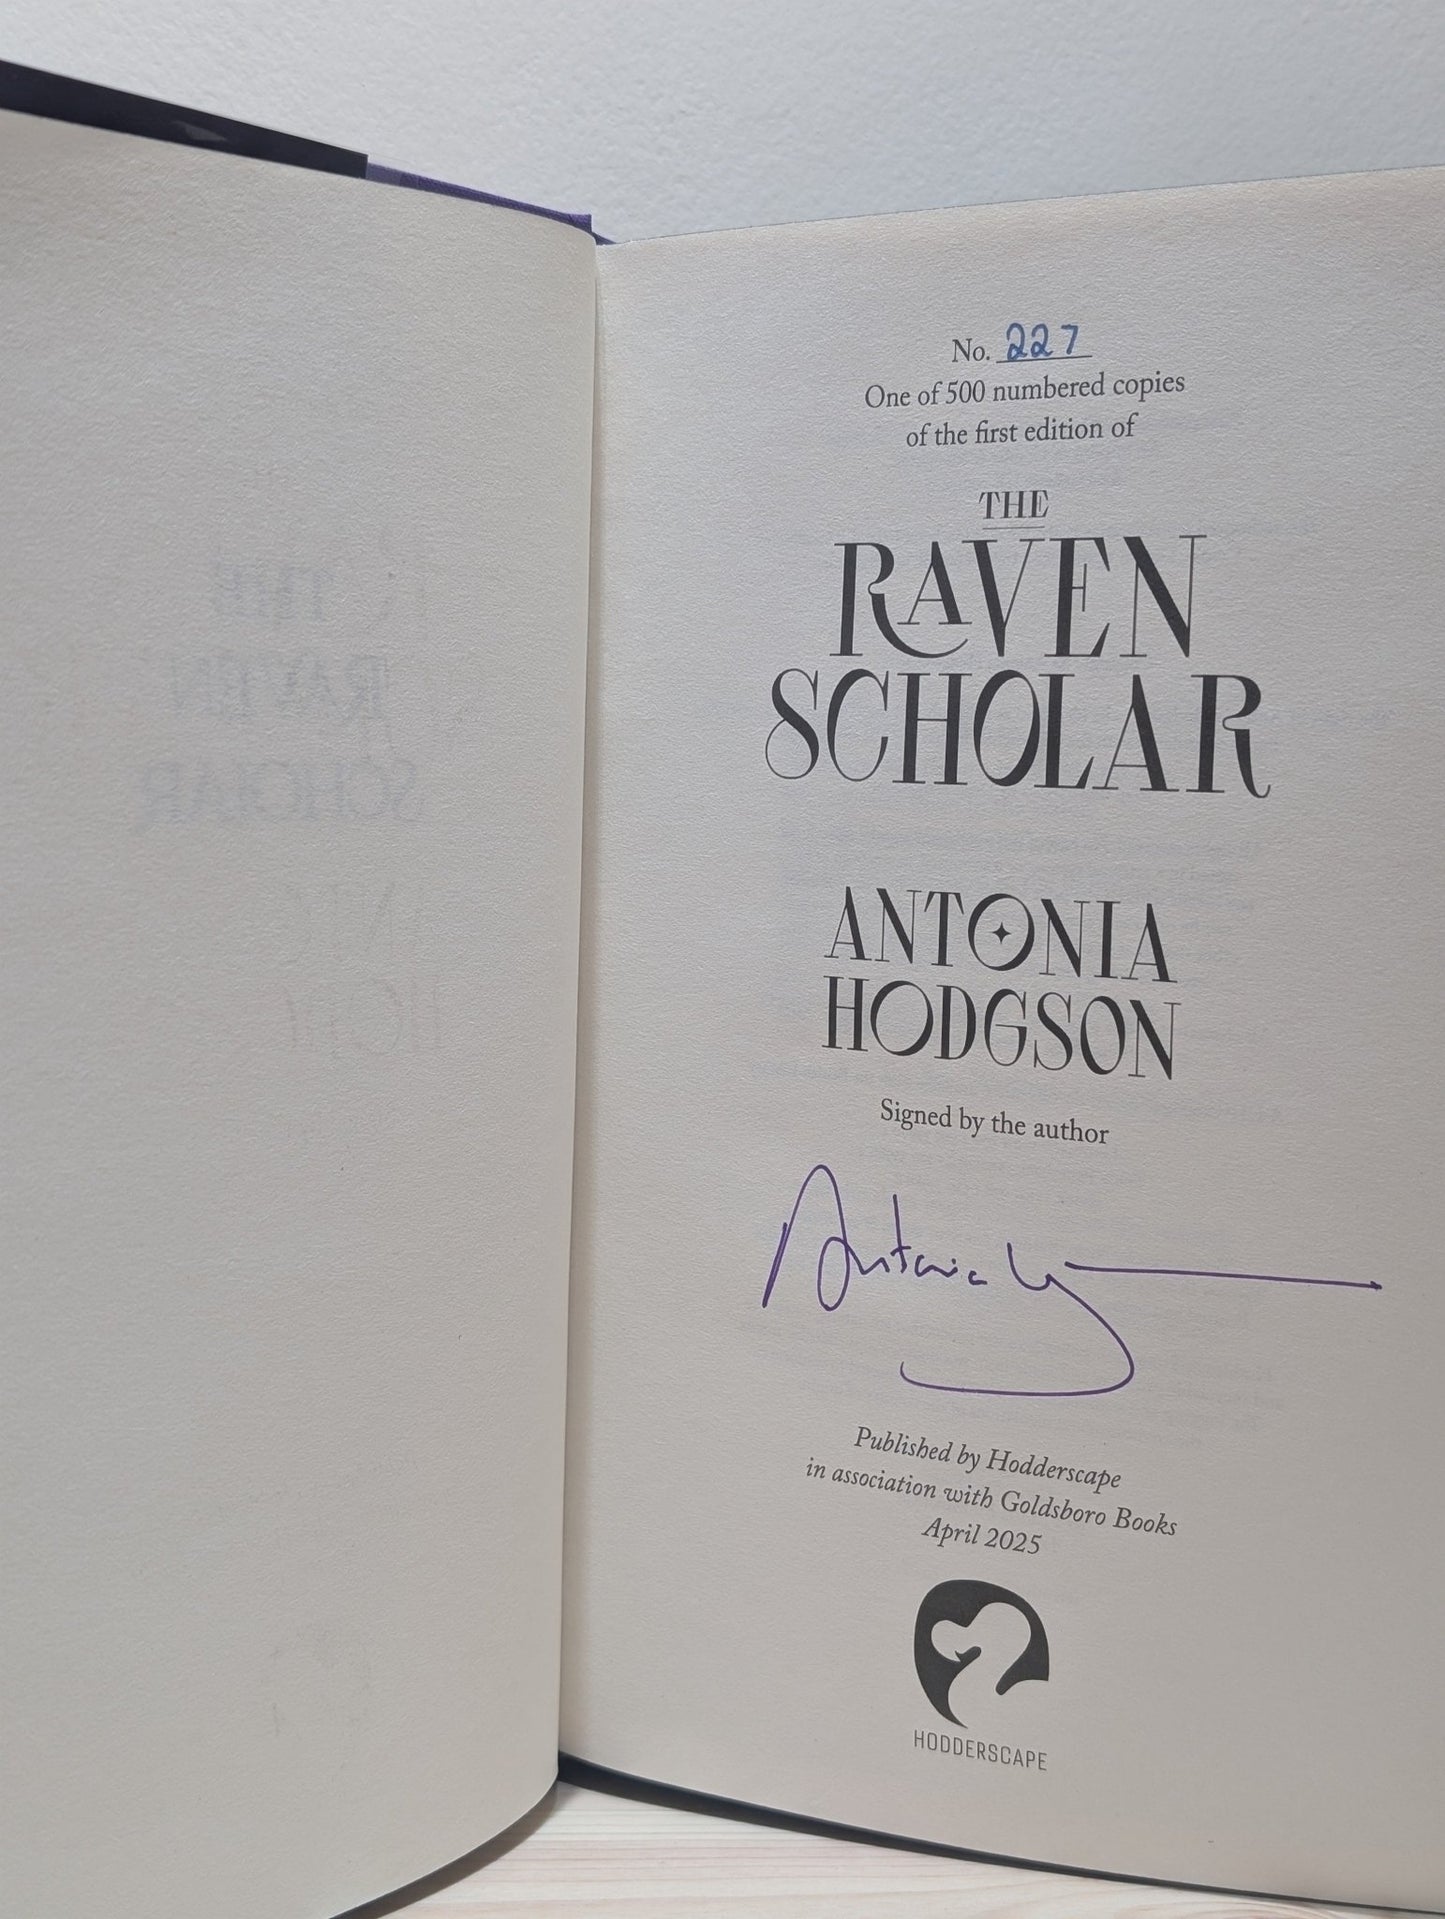 No. 227
One of 500 numbered copies
of the first edition of
THE
RAVEN
SCHOLAR
ANTONIA
HODGSON
Signed by the author
Antonia
Published by Hodderscape
in association with Goldsboro Books
April 2025
HODDERSCAPE